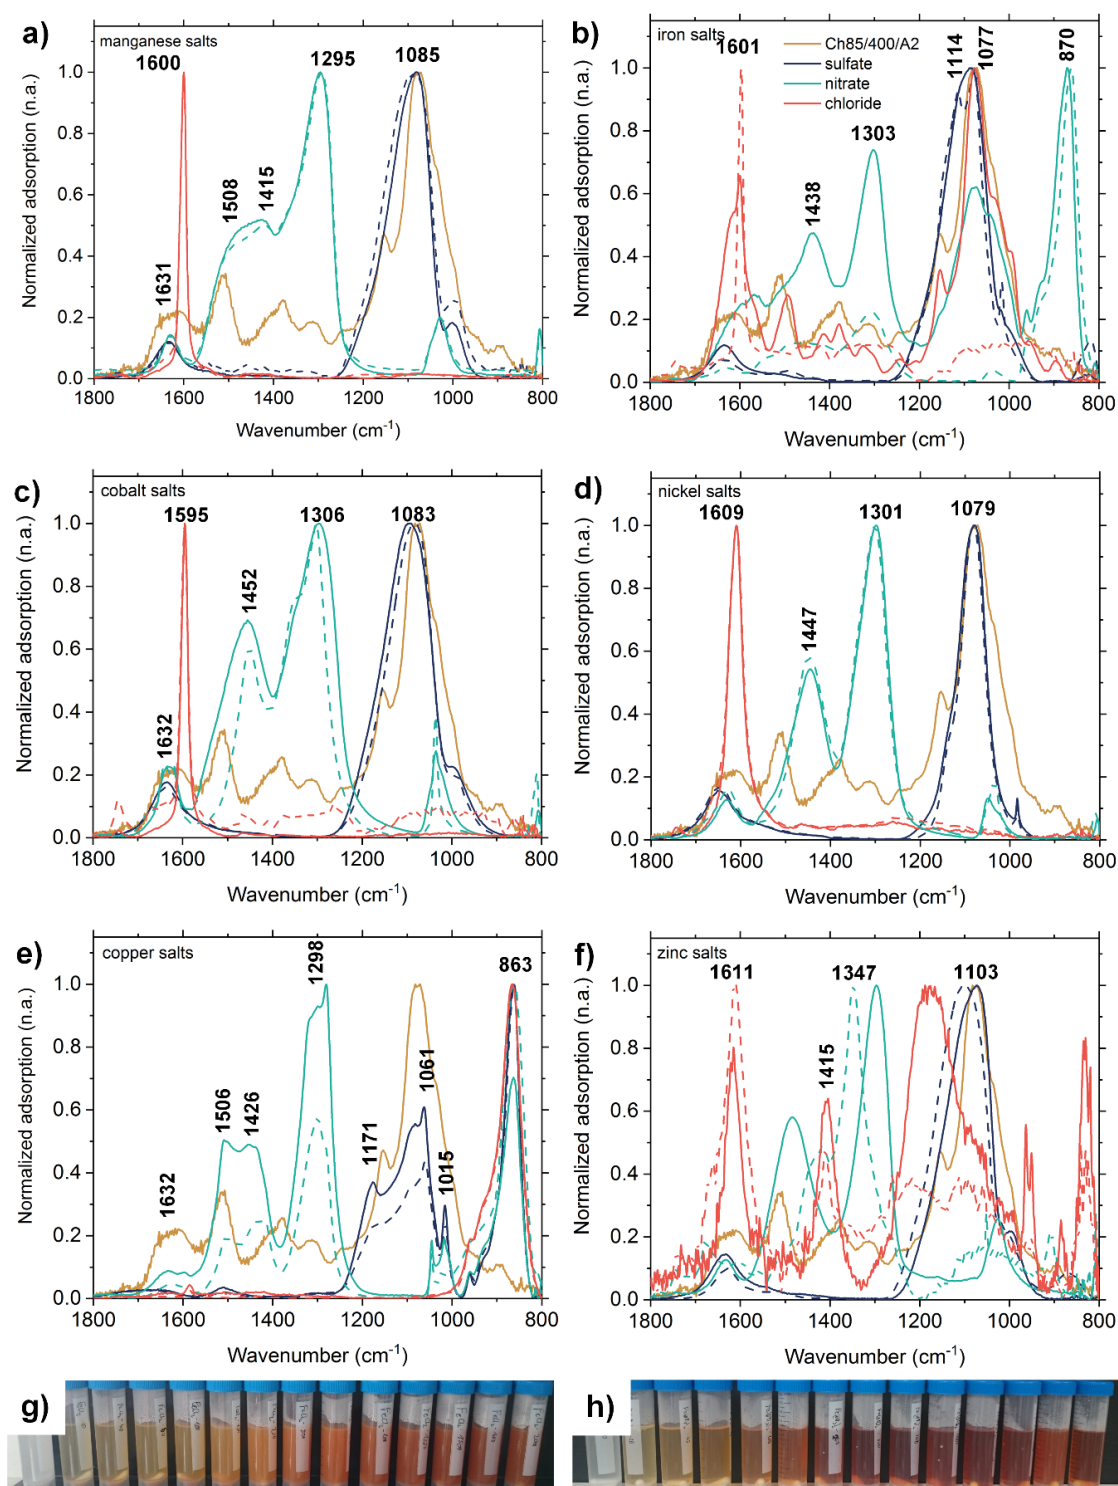 a)
manganese salts
1600
1295
1085
1508
1415
1631
Normalized adsorption (n.a.)
1.0
0.8
0.6
0.4
0.2
0.0
1800 1600 1400 1200 1000 800
Wavenumber (cm-1)
b)
iron salts
1601
Ch85/400/A2
sulfate
nitrate
chloride
1114
1077
870
1303
1438
Normalized adsorption (n.a.)
1.0
0.8
0.6
0.4
0.2
0.0
1800 1600 1400 1200 1000 800
Wavenumber (cm-1)
c)
cobalt salts
1595
1306
1083
1452
1632
Normalized adsorption (n.a.)
1.0
0.8
0.6
0.4
0.2
0.0
1800 1600 1400 1200 1000 800
Wavenumber (cm-1)
d)
nickel salts
1609
1301
1079
1447
Normalized adsorption (n.a.)
1.0
0.8
0.6
0.4
0.2
0.0
1800 1600 1400 1200 1000 800
Wavenumber (cm-1)
e)
copper salts
1298
863
1061
1506
1426
1171
1015
1632
Normalized adsorption (n.a.)
1.0
0.8
0.6
0.4
0.2
0.0
1800 1600 1400 1200 1000 800
Wavenumber (cm-1)
f)
zinc salts
1611
1347
1103
1415
Normalized adsorption (n.a.)
1.0
0.8
0.6
0.4
0.2
0.0
1800 1600 1400 1200 1000 800
Wavenumber (cm-1)
g)
h)